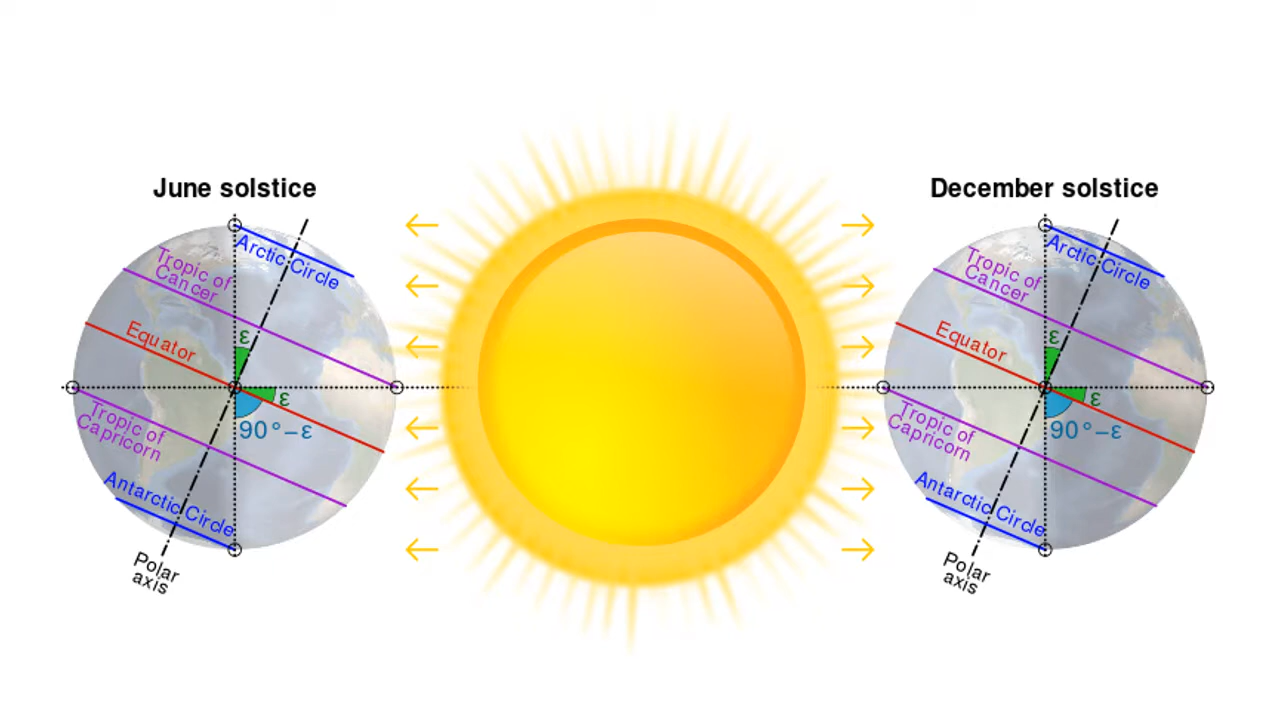 June solstice
Arctic Circle
Tropic of
Cancer
Equator
ε
ε
90°–ε
Tropic of
Capricorn
Antarctic Circle
Polar
axis
December solstice
Arctic Circle
Tropic of
Cancer
Equator
ε
ε
90°–ε
Tropic of
Capricorn
Antarctic Circle
Polar
axis